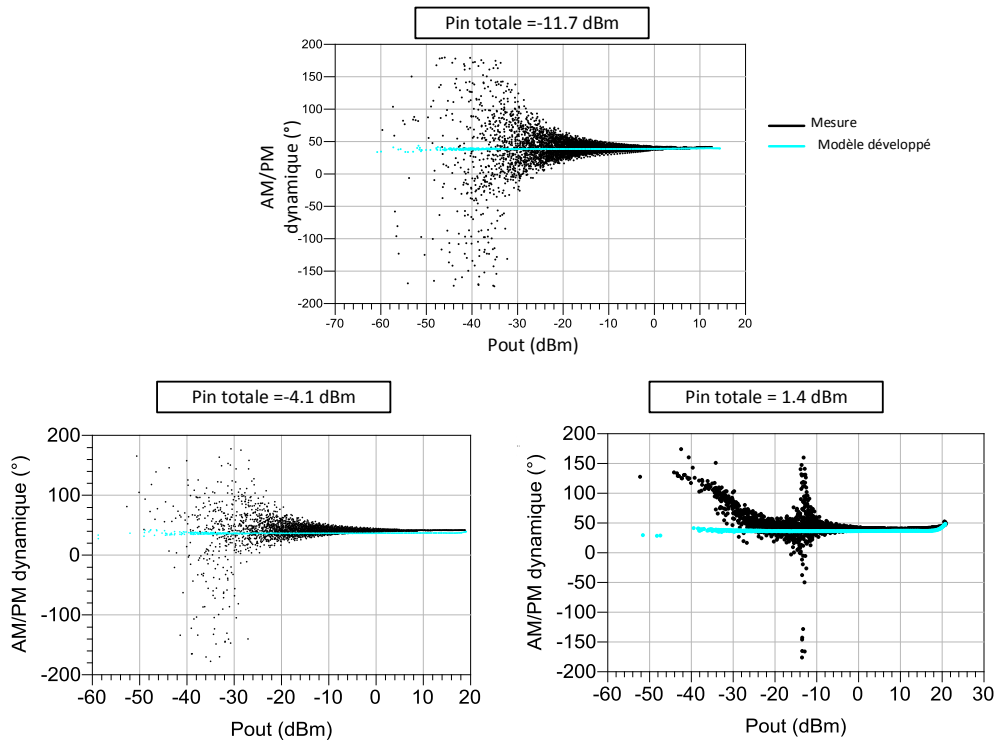 Pin totale =-11.7 dBm
200
150
100
50
0
-50
-100
-150
-200
AM/PM
dynamique (°)
-70 -60 -50 -40 -30 -20 -10 0 10 20
Pout (dBm)
Mesure
Modèle développé
Pin totale =-4.1 dBm
200
100
0
-100
-200
AM/PM dynamique (°)
-60 -50 -40 -30 -20 -10 0 10 20
Pout (dBm)
Pin totale = 1.4 dBm
200
150
100
50
0
-50
-100
-150
-200
AM/PM dynamique (°)
-60 -50 -40 -30 -20 -10 0 10 20 30
Pout (dBm)